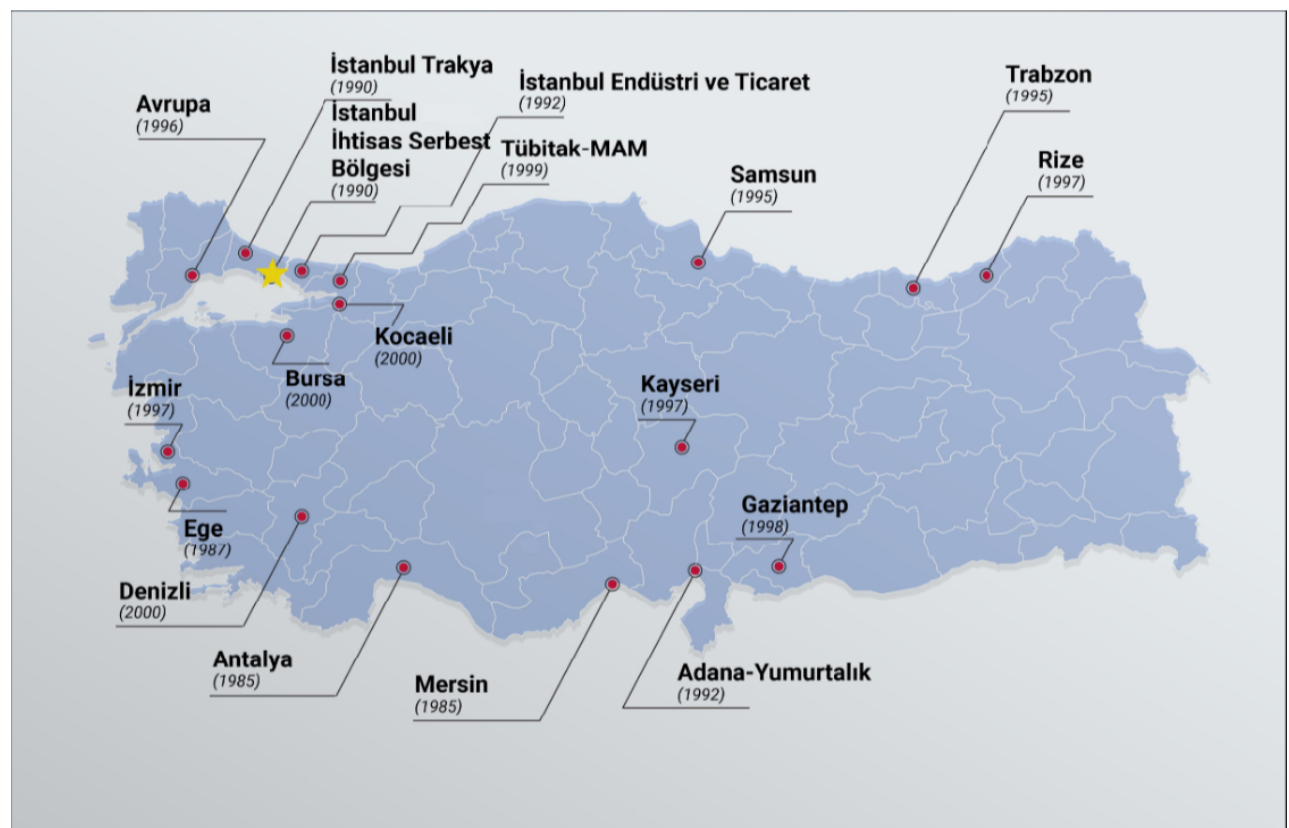 İstanbul Trakya
(1990)
İstanbul Endüstri ve Ticaret
(1992)
Trabzon
(1995)
Avrupa
(1996)
İstanbul
İhtisas Serbest
Bölgesi
(1990)
Tübitak-MAM
(1999)
Rize
(1997)
Samsun
(1995)
Kocaeli
(2000)
Bursa
(2000)
İzmir
(1997)
Kayseri
(1997)
Ege
(1987)
Gaziantep
(1998)
Denizli
(2000)
Antalya
(1985)
Mersin
(1985)
Adana-Yumurtalık
(1992)